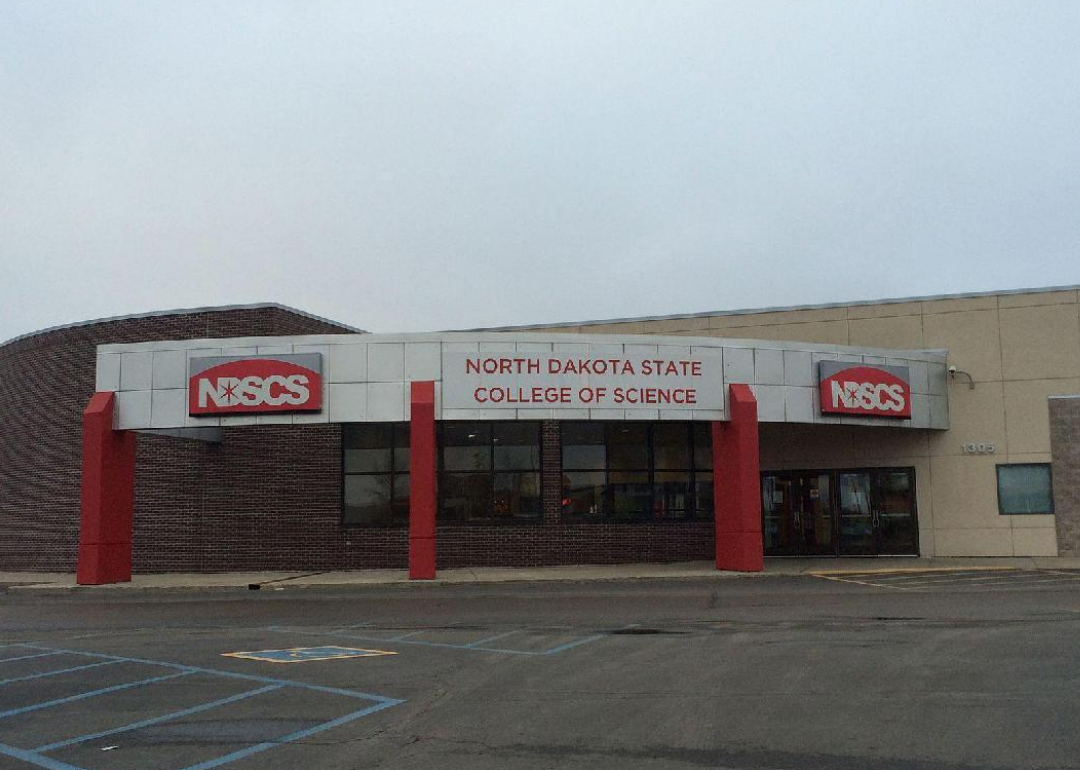 NDSCS
NORTH DAKOTA STATE
COLLEGE OF SCIENCE
NDSCS
1305